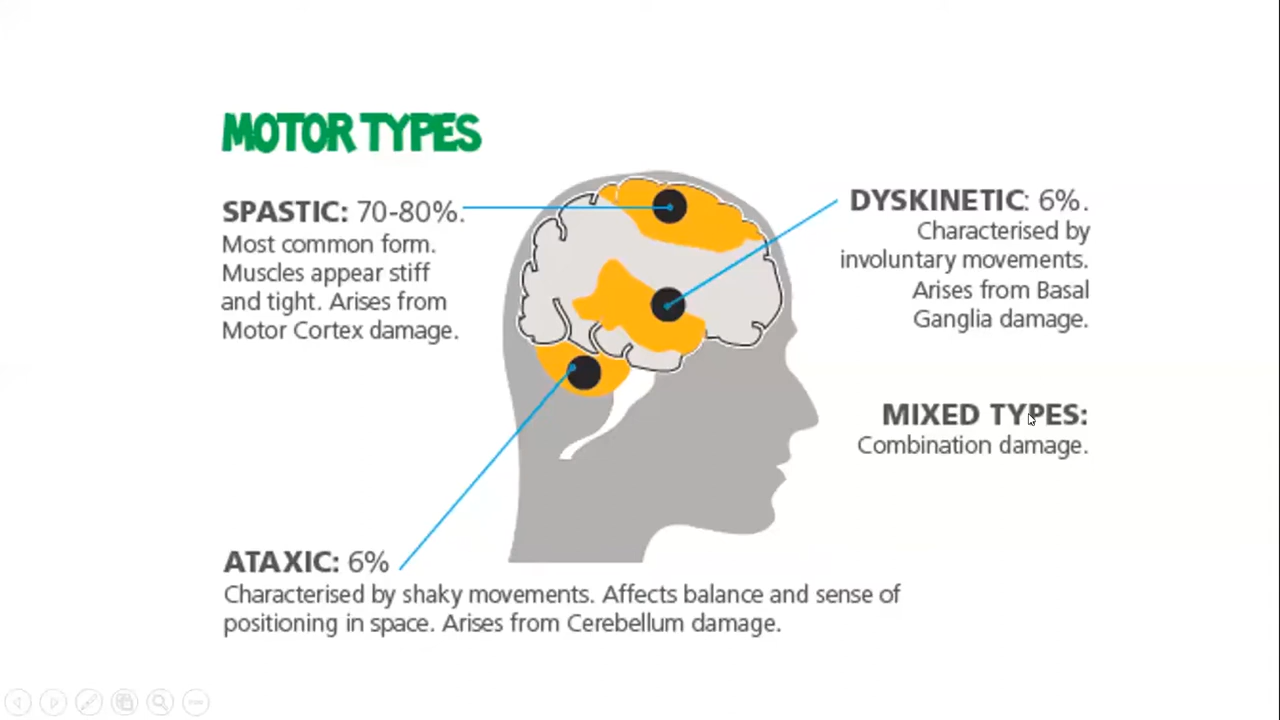 MOTOR TYPES
SPASTIC: 70-80%.
Most common form.
Muscles appear stiff
and tight. Arises from
Motor Cortex damage.
DYSKINETIC: 6%.
Characterised by
involuntary movements.
Arises from Basal
Ganglia damage.
MIXED TYPES:
Combination damage.
ATAXIC: 6%
Characterised by shaky movements. Affects balance and sense of
positioning in space. Arises from Cerebellum damage.